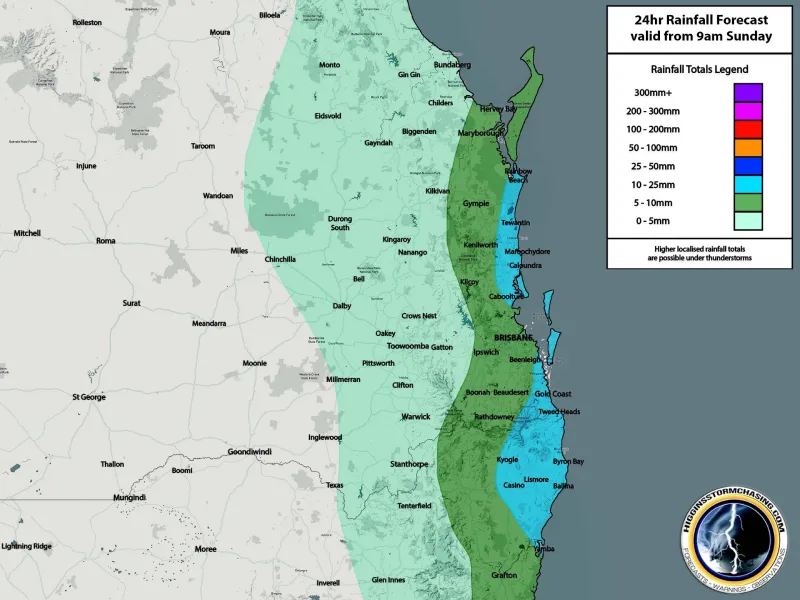 24hr Rainfall Forecast
valid from 9am Sunday
Rainfall Totals Legend
300mm+
200 - 300mm
100 - 200mm
50 - 100mm
25 - 50mm
10 - 25mm
5 - 10mm
0 - 5mm
Higher localised rainfall totals
are possible under thunderstorms
Biloela
Rolleston
Moura
Monto
Bundaberg
Gin Gin
Childers
Hervey Bay
Eidsvold
Biggenden
Maryborough
Gayndah
Taroom
Injune
Rainbow
Beach
Kilkivan
Wandoan
Gympie
Durong
South
Tewantin
Mitchell
Roma
Kingaroy
Kenilworth
Miles
Nanango
Maroochydore
Chinchilla
Caloundra
Bell
Kilcoy
Caboolture
Surat
Dalby
Crows Nest
Meandarra
Oakey
BRISBANE
Toowoomba
Gatton
Ipswich
Beenleigh
Moonie
Pittsworth
Millmerran
Clifton
Boonah
Beaudesert
Gold Coast
St George
Warwick
Rathdowney
Tweed Heads
Inglewood
Goondiwindi
Thallon
Boomi
Stanthorpe
Kyogle
Byron Bay
Texas
Casino
Lismore
Ballina
Mungindi
Tenterfield
Lightning Ridge
Moree
Yamba
Inverell
Glen Innes
Grafton
HIGGINSSTORMCHASING.COM
FORECASTS - WARNINGS - OBSERVATIONS